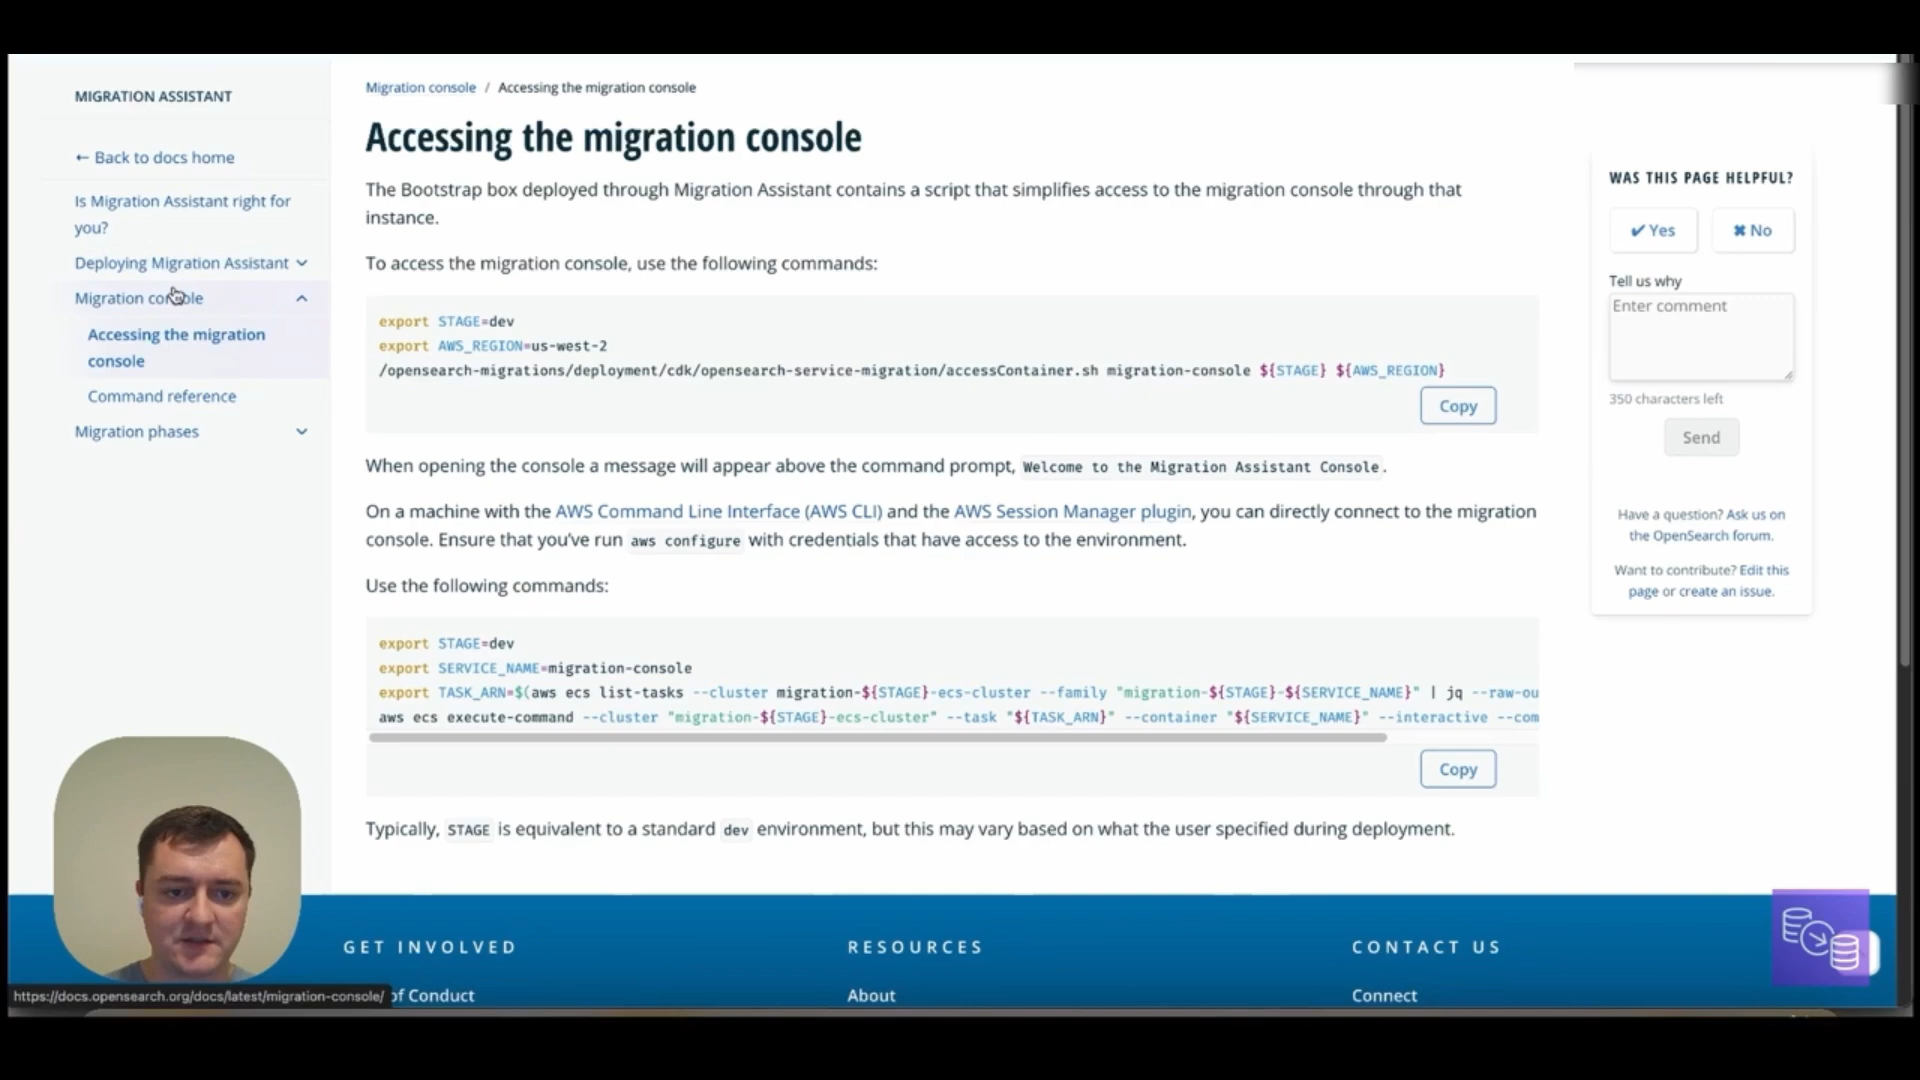 MIGRATION ASSISTANT
← Back to docs home
Is Migration Assistant right for
you?
Deploying Migration Assistant
Migration console
Accessing the migration
console
Command reference
Migration phases
Migration console / Accessing the migration console
Accessing the migration console
The Bootstrap box deployed through Migration Assistant contains a script that simplifies access to the migration console through that
instance.
To access the migration console, use the following commands:
export STAGE=dev
export AWS_REGION=us-west-2
/opensearch-migrations/deployment/cdk/opensearch-service-migration/accessContainer.sh migration-console ${STAGE} ${AWS_REGION}
Copy
When opening the console a message will appear above the command prompt, Welcome to the Migration Assistant Console.
On a machine with the AWS Command Line Interface (AWS CLI) and the AWS Session Manager plugin, you can directly connect to the migration
console. Ensure that you've run aws configure with credentials that have access to the environment.
Use the following commands:
export STAGE=dev
export SERVICE_NAME=migration-console
export TASK_ARN=$(aws ecs list-tasks --cluster migration-${STAGE}-ecs-cluster --family "migration-${STAGE}-${SERVICE_NAME}" | jq --raw-ou
aws ecs execute-command --cluster "migration-${STAGE}-ecs-cluster" --task "${TASK_ARN}" --container "${SERVICE_NAME}" --interactive --com
Copy
Typically, STAGE is equivalent to a standard dev environment, but this may vary based on what the user specified during deployment.
WAS THIS PAGE HELPFUL?
✔ Yes
✖ No
Tell us why
Enter comment
350 characters left
Send
Have a question? Ask us on
the OpenSearch forum.
Want to contribute? Edit this
page or create an issue.
GET INVOLVED
RESOURCES
CONTACT US
of Conduct
About
Connect
https://docs.opensearch.org/docs/latest/migration-console/